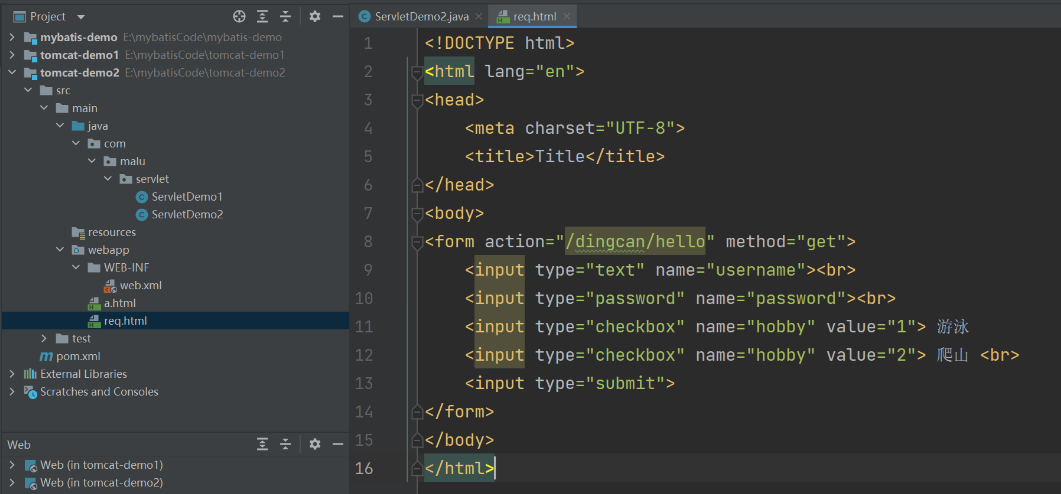 Project
mybatis-demo E:\mybatisCode\mybatis-demo
tomcat-demo1 E:\mybatisCode\tomcat-demo1
tomcat-demo2 E:\mybatisCode\tomcat-demo2
src
main
java
com
malu
servlet
ServletDemo1
ServletDemo2
resources
webapp
WEB-INF
web.xml
a.html
req.html
test
pom.xml
External Libraries
Scratches and Consoles
Web
Web (in tomcat-demo1)
Web (in tomcat-demo2)
ServletDemo2.java
req.html
1 <!DOCTYPE html>
2 <html lang="en">
3 <head>
4 <meta charset="UTF-8">
5 <title>Title</title>
6 </head>
7 <body>
8 <form action="/dingcan/hello" method="get">
9 <input type="text" name="username"><br>
10 <input type="password" name="password"><br>
11 <input type="checkbox" name="hobby" value="1"> 游泳
12 <input type="checkbox" name="hobby" value="2"> 爬山 <br>
13 <input type="submit">
14 </form>
15 </body>
16 </html>